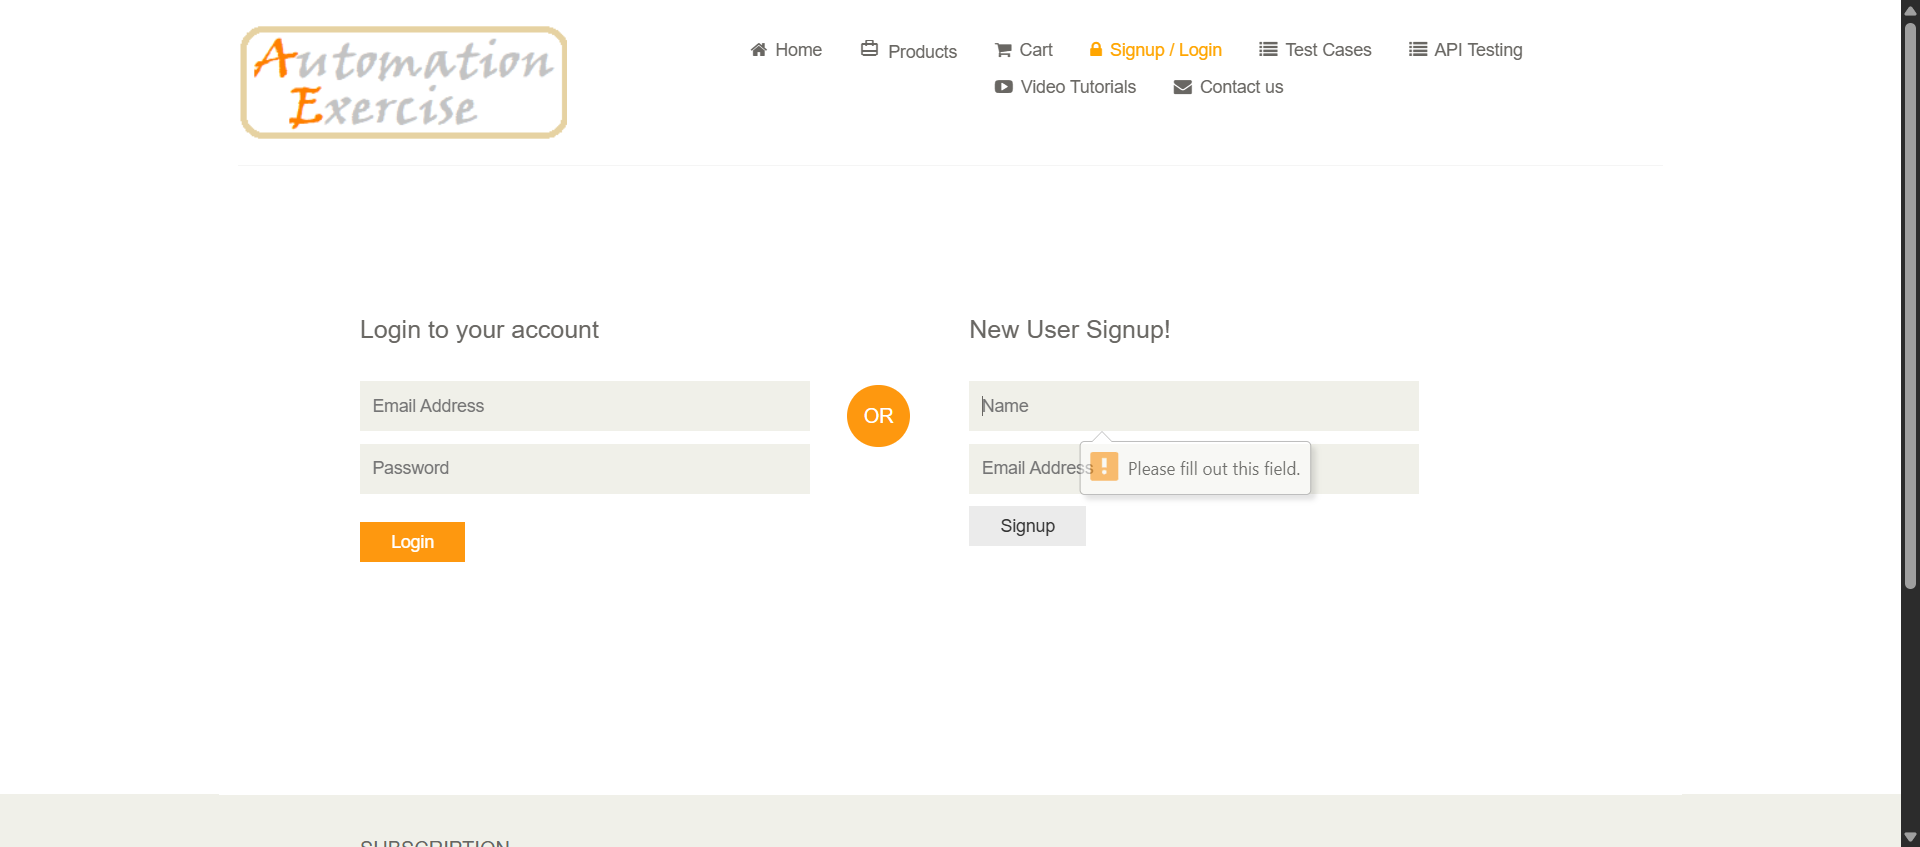 Automation
Exercise
Home
Products
Cart
Signup / Login
Test Cases
API Testing
Video Tutorials
Contact us
Login to your account
Email Address
Password
Login
OR
New User Signup!
Name
Email Address
Please fill out this field.
Signup
SUBSCRIPTION